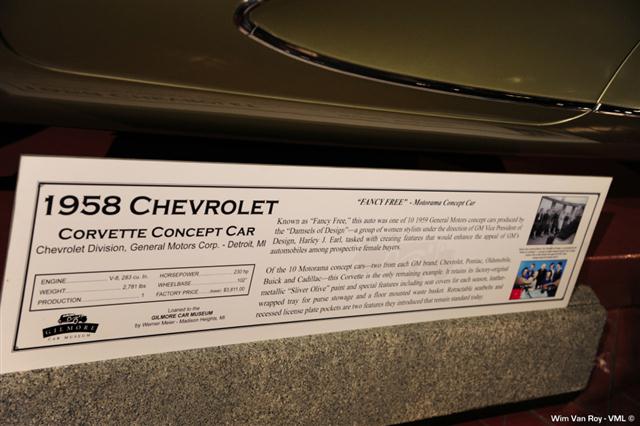 1958 CHEVROLET
CORVETTE CONCEPT CAR
Chevrolet Division, General Motors Corp. - Detroit, MI
ENGINE V-8, 283 cu. in.
WEIGHT 2,781 lbs
PRODUCTION 1
HORSEPOWER 230 hp
WHEELBASE 102"
FACTORY PRICE (base) $3,811.00
Loaned to the
GILMORE CAR MUSEUM
by Werner Meier - Madison Heights, MI
GILMORE
CAR MUSEUM
"FANCY FREE" - Motorama Concept Car
Known as "Fancy Free," this auto was one of 10 1959 General Motors concept cars produced by
the "Damsels of Design"—a group of women stylists under the direction of GM Vice President of
Design, Harley J. Earl, tasked with creating features that would enhance the appeal of GM's
automobiles among prospective female buyers.
Of the 10 Motorama concept cars—two from each GM brand, Chevrolet, Pontiac, Oldsmobile,
Buick and Cadillac—this Corvette is the only remaining example. It retains its factory-original
metallic "Sliver Olive" paint and special features including seat covers for each season, leather-
wrapped tray for purse stowage and a floor mounted waste basket. Retractable seatbelts and
recessed license plate pockets are two features they introduced that remain standard today.
Wim Van Roy - VML ©